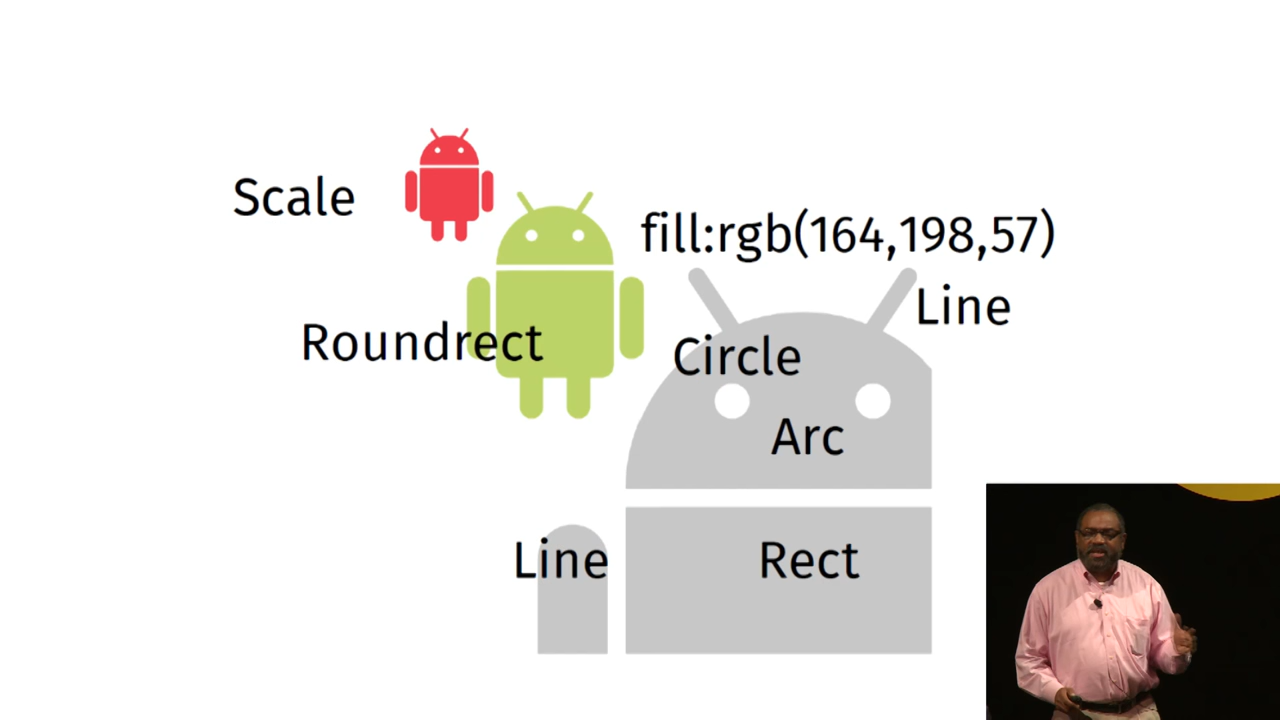 Scale
fill:rgb(164,198,57)
Line
Roundrect
Circle
Arc
Line
Rect